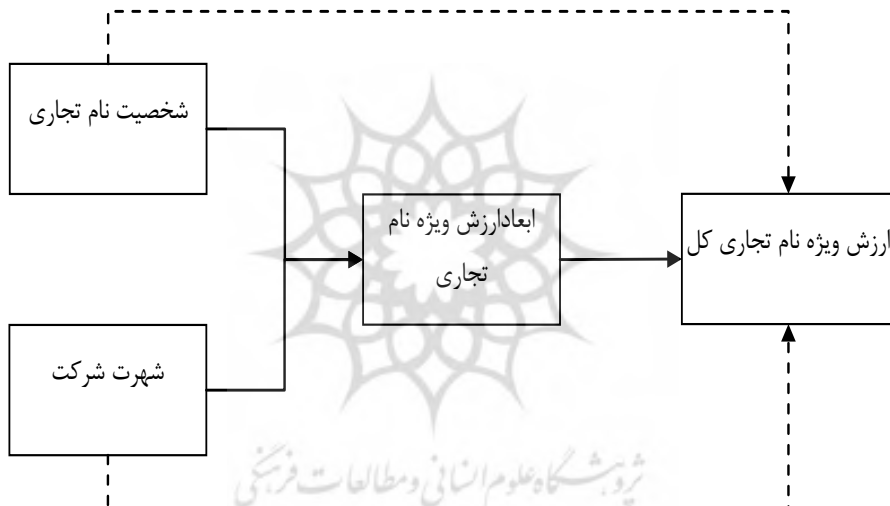 شخصیت نام تجاری
ابعادارزش ویژه نام
تجاری
ارزش ویژه نام تجاری کل
شهرت شرکت
پژوهشگاه علوم انسانی و مطالعات فرهنگی